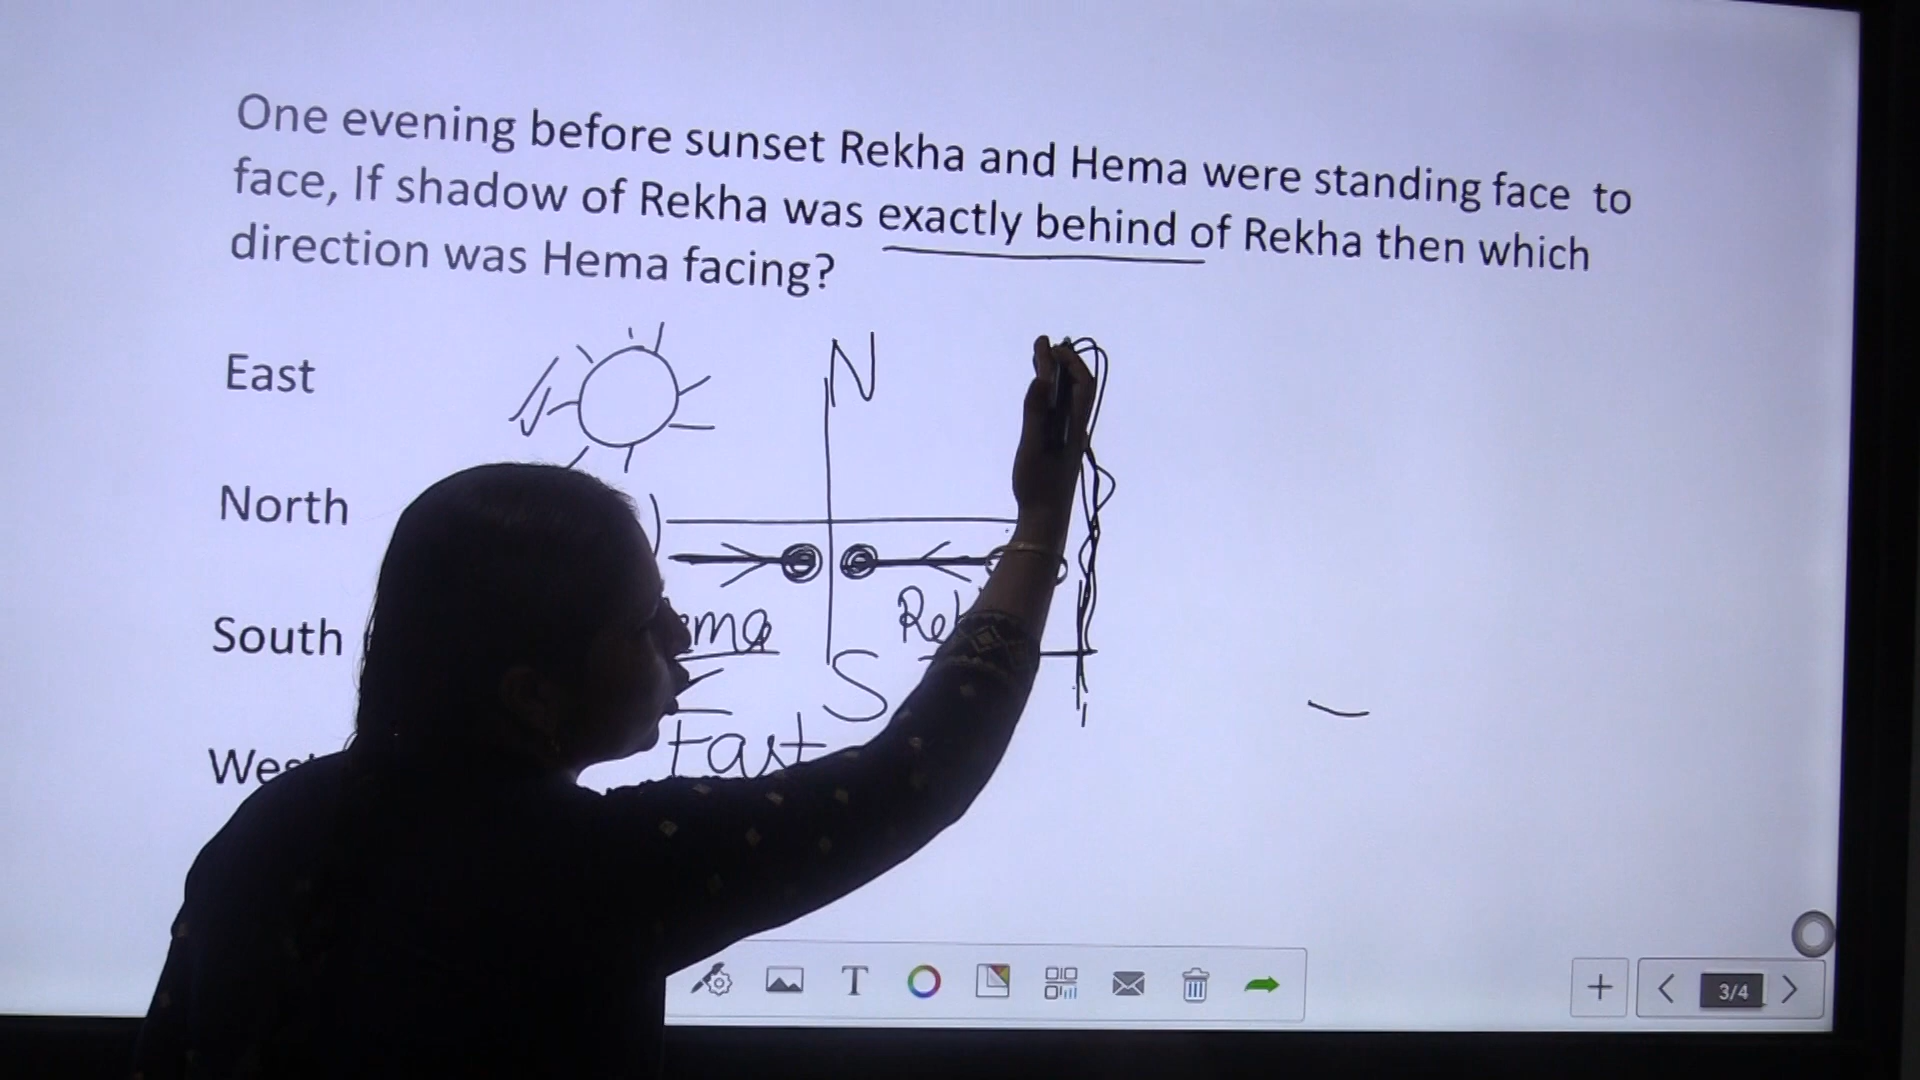 One evening before sunset Rekha and Hema were standing face to
face, If shadow of Rekha was exactly behind of Rekha then which
direction was Hema facing?
East
North
South
N
S
East
T
3/4